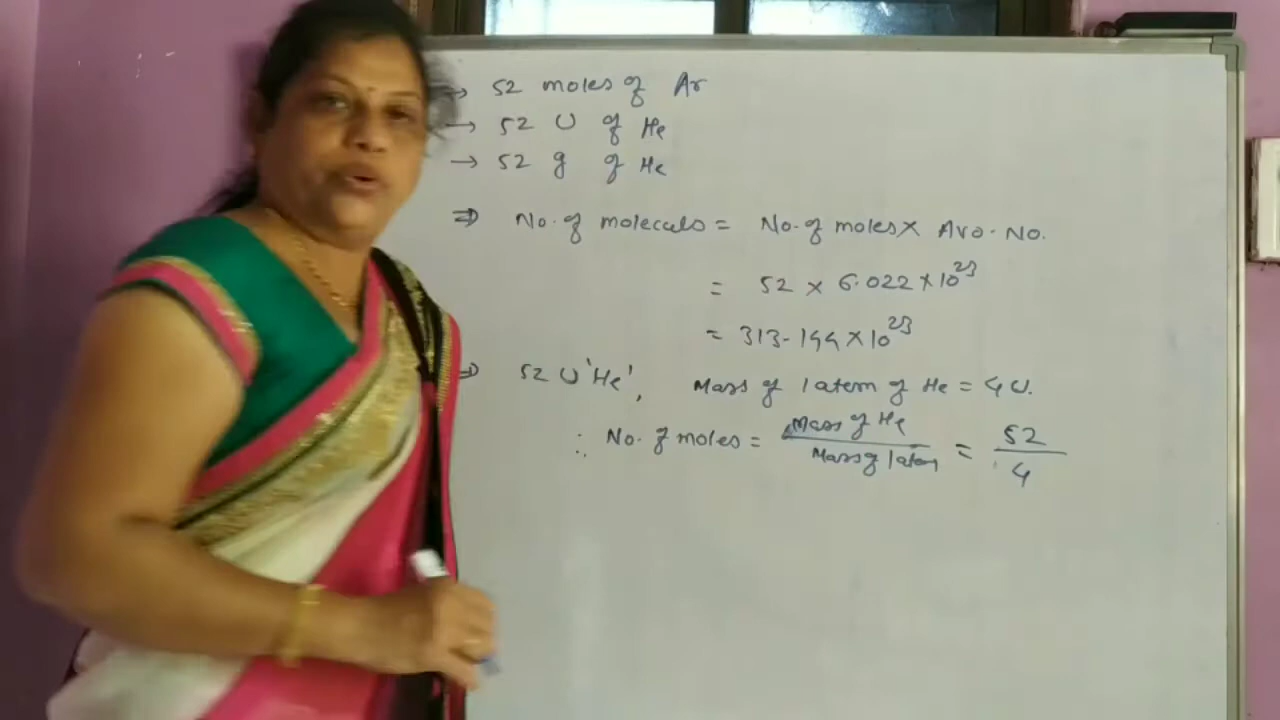 → 52 moles of Ar
→ 52 U of He
→ 52 g of He
⇒ No. of moleculs = No. of moles × Avo. No.
= 52 × 6.022 × 10²³
= 313.144 × 10²³
⇒ 52 U 'He', Mass of 1 atom of He = 4 U.
∴ No. of moles = Mass of He / Mass of 1 atom = 52 / 4